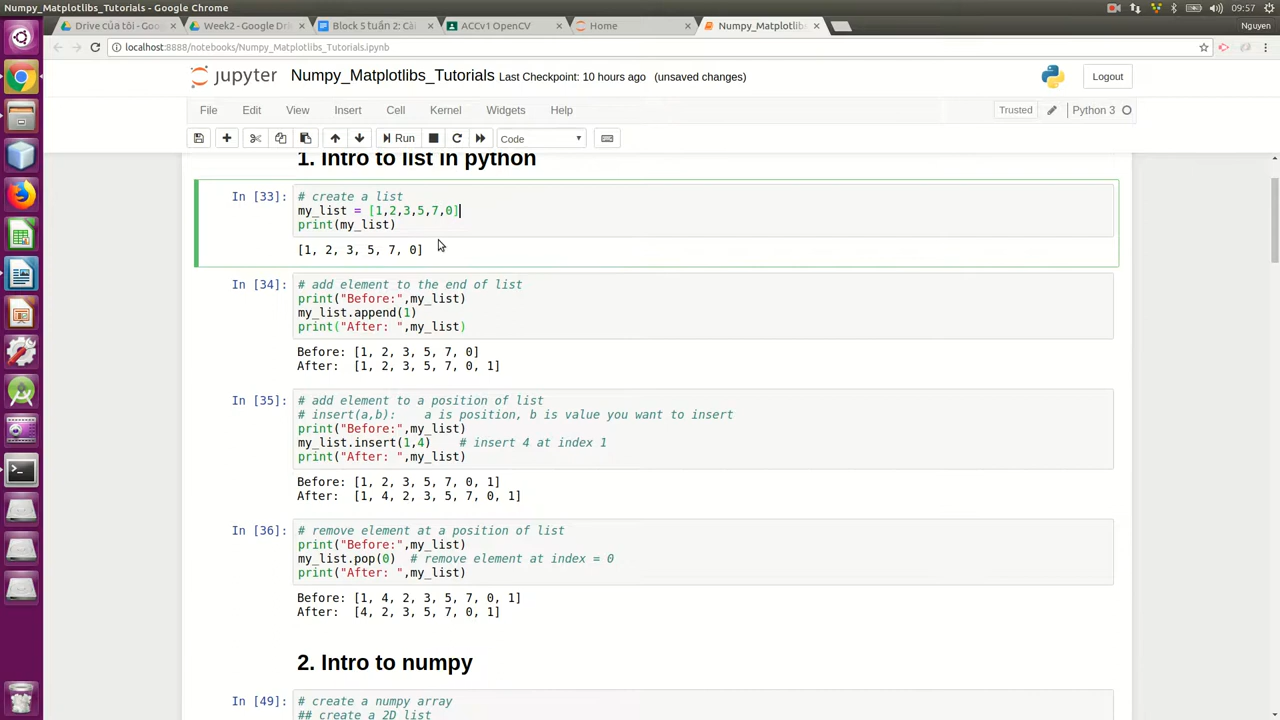 Numpy_Matplotlibs_Tutorials - Google Chrome
09:57
Drive của tôi - Goog
Week2 - Google Dri
Block 5 tuần 2: Cài
ACCv1 OpenCV
Home
Numpy_Matplotlibs
Nguyen
localhost:8888/notebooks/Numpy_Matplotlibs_Tutorials.ipynb
jupyter Numpy_Matplotlibs_Tutorials Last Checkpoint: 10 hours ago (unsaved changes)
Logout
File Edit View Insert Cell Kernel Widgets Help
Trusted
Python 3
Run
Code
1. Intro to list in python
In [33]: # create a list
my_list = [1,2,3,5,7,0]
print(my_list)
[1, 2, 3, 5, 7, 0]
In [34]: # add element to the end of list
print("Before:",my_list)
my_list.append(1)
print("After: ",my_list)
Before: [1, 2, 3, 5, 7, 0]
After:  [1, 2, 3, 5, 7, 0, 1]
In [35]: # add element to a position of list
# insert(a,b):    a is position, b is value you want to insert
print("Before:",my_list)
my_list.insert(1,4)    # insert 4 at index 1
print("After: ",my_list)
Before: [1, 2, 3, 5, 7, 0, 1]
After:  [1, 4, 2, 3, 5, 7, 0, 1]
In [36]: # remove element at a position of list
print("Before:",my_list)
my_list.pop(0)  # remove element at index = 0
print("After: ",my_list)
Before: [1, 4, 2, 3, 5, 7, 0, 1]
After:  [4, 2, 3, 5, 7, 0, 1]
2. Intro to numpy
In [49]: # create a numpy array
## create a 2D list